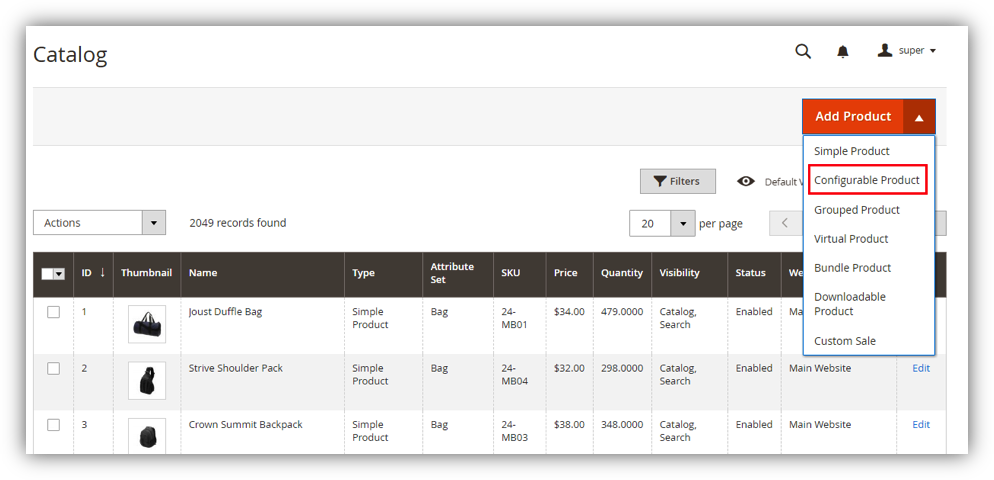 Catalog
super
Add Product
Simple Product
Configurable Product
Grouped Product
Virtual Product
Bundle Product
Downloadable
Product
Custom Sale
Filters
Default V
Actions
2049 records found
20
per page
ID ↓ Thumbnail Name Type Attribute Set SKU Price Quantity Visibility Status We
1 Joust Duffle Bag Simple Product Bag 24-MB01 $34.00 479.0000 Catalog, Search Enabled Ma
2 Strive Shoulder Pack Simple Product Bag 24-MB04 $32.00 298.0000 Catalog, Search Enabled Main Website Edit
3 Crown Summit Backpack Simple Product Bag 24-MB03 $38.00 348.0000 Catalog, Search Enabled Main Website Edit